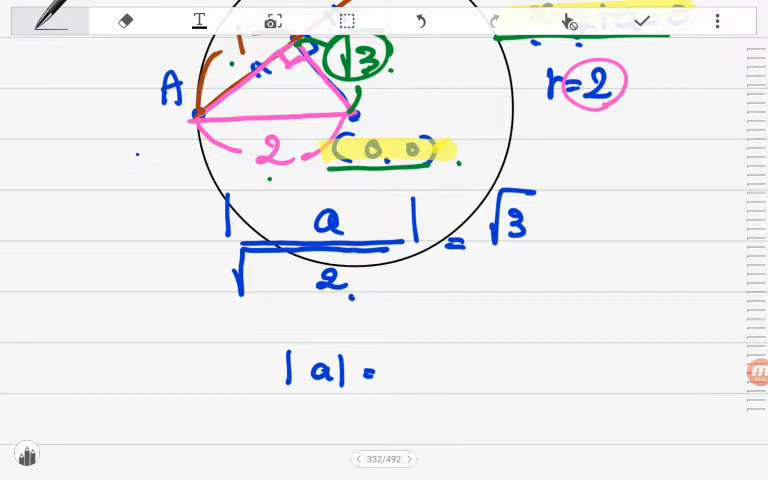 T
√3
A
r=2
2
(0,0)
|a/√2| = √3
|a| =
332/492